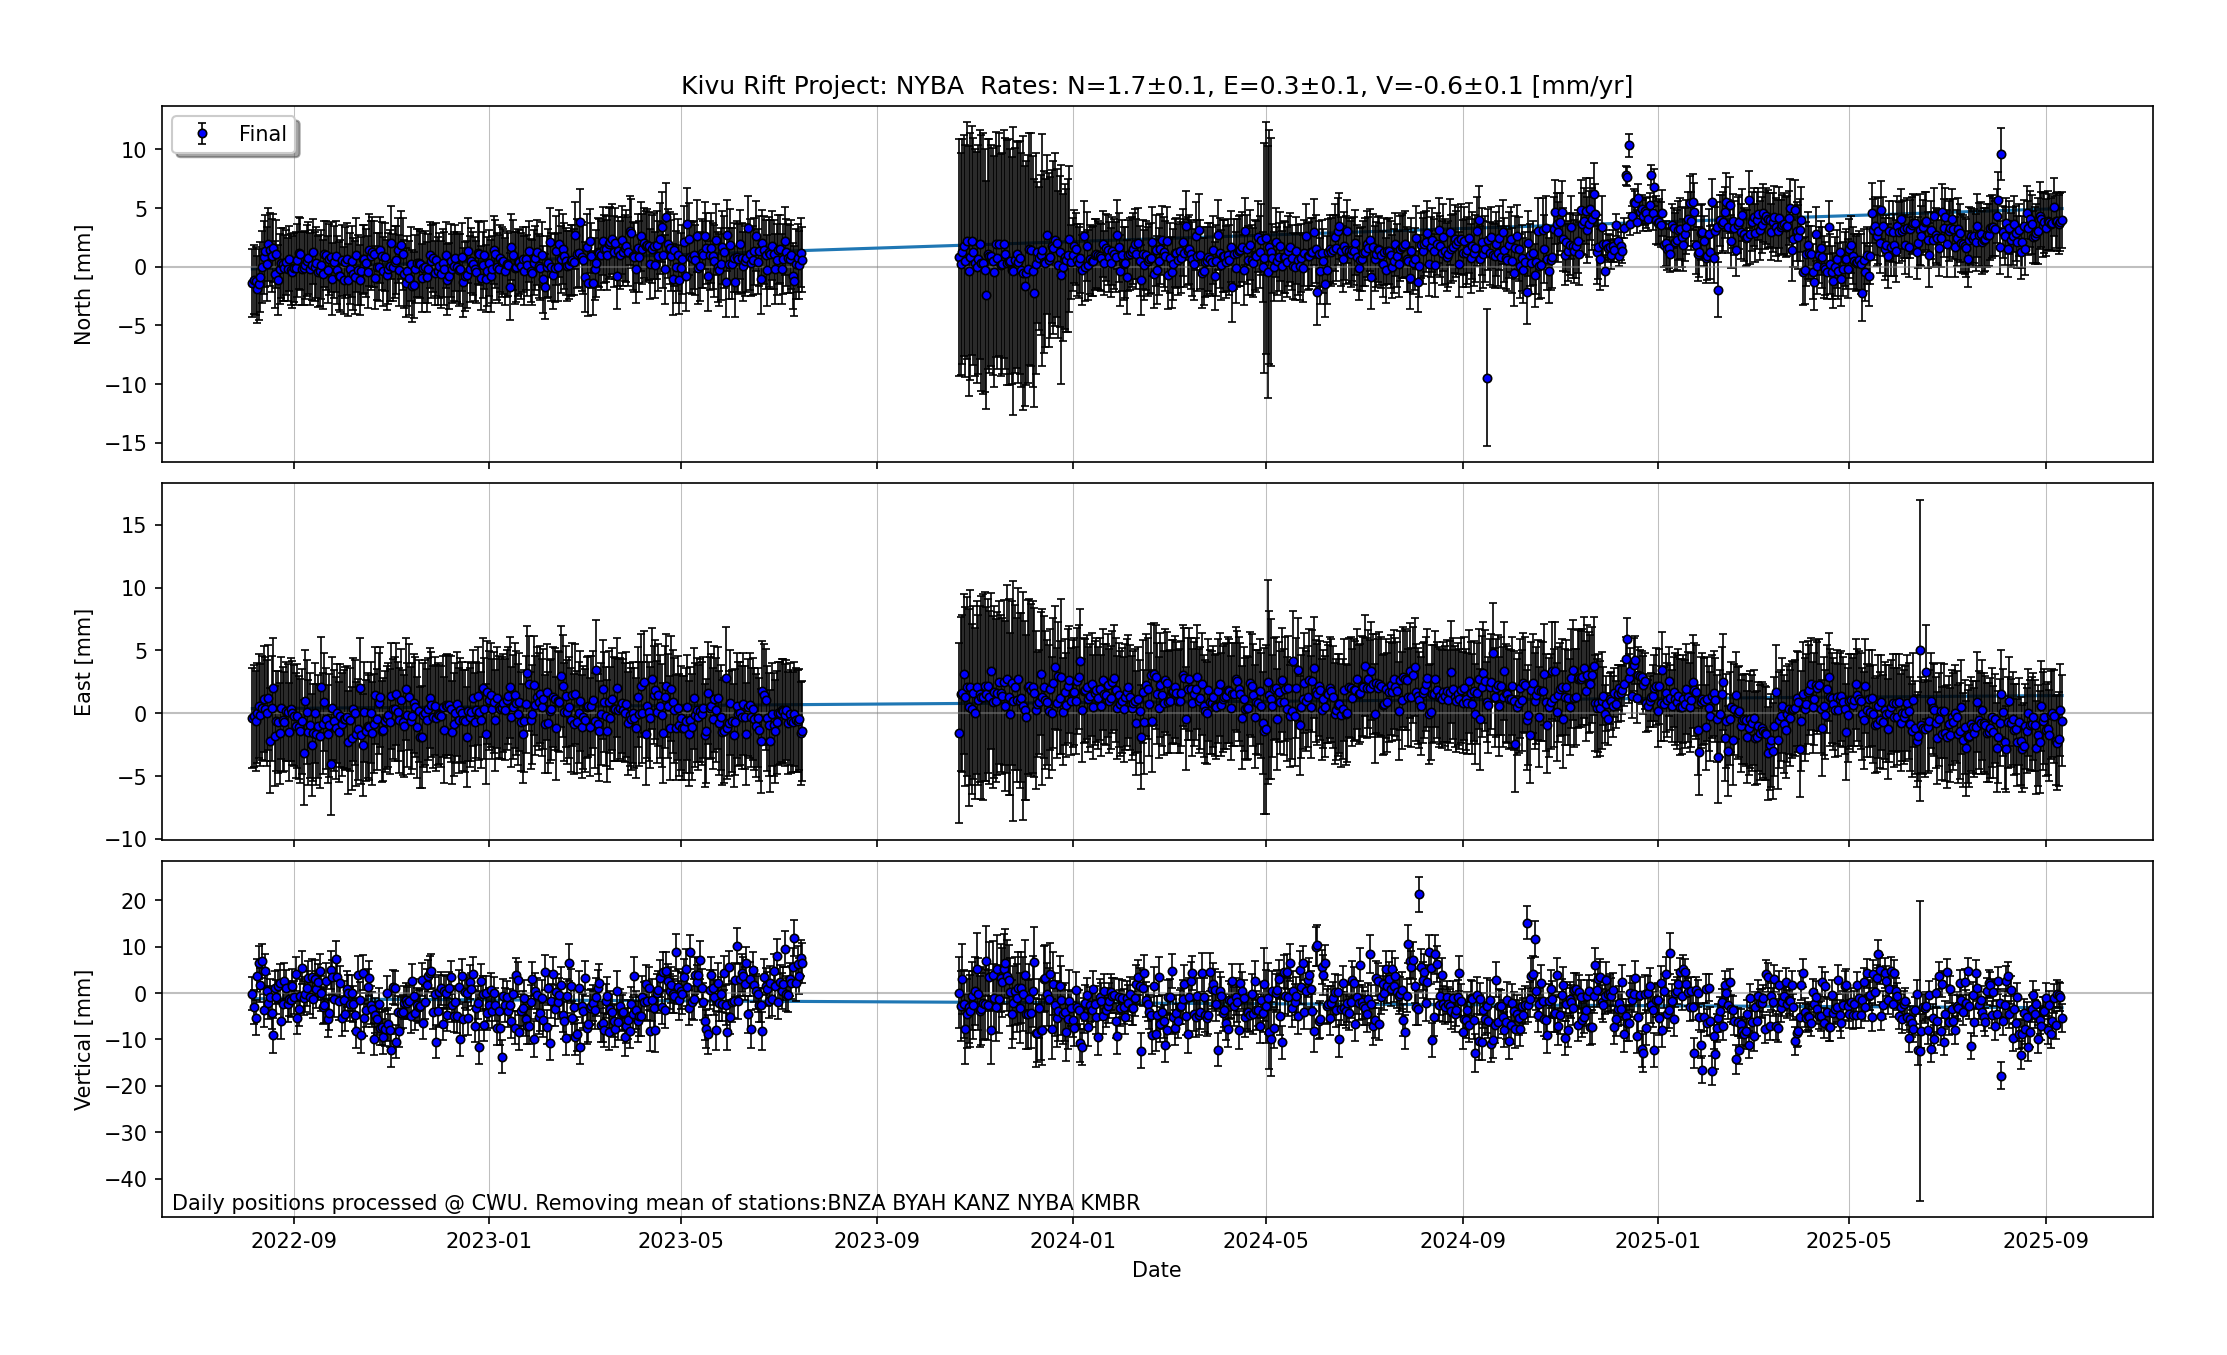 Kivu Rift Project: NYBA  Rates: N=1.7±0.1, E=0.3±0.1, V=-0.6±0.1 [mm/yr]
Final
North [mm]
10
5
0
−5
−10
−15
East [mm]
15
10
5
0
−5
−10
Vertical [mm]
20
10
0
−10
−20
−30
−40
Daily positions processed @ CWU. Removing mean of stations:BNZA BYAH KANZ NYBA KMBR
2022-09 2023-01 2023-05 2023-09 2024-01 2024-05 2024-09 2025-01 2025-05 2025-09
Date